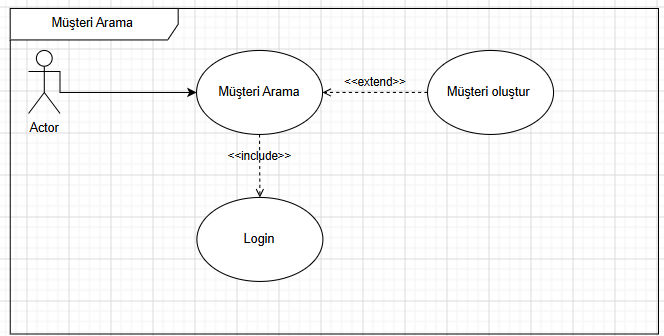 Müşteri Arama
Actor
Müşteri Arama
<<extend>>
Müşteri oluştur
<<include>>
Login